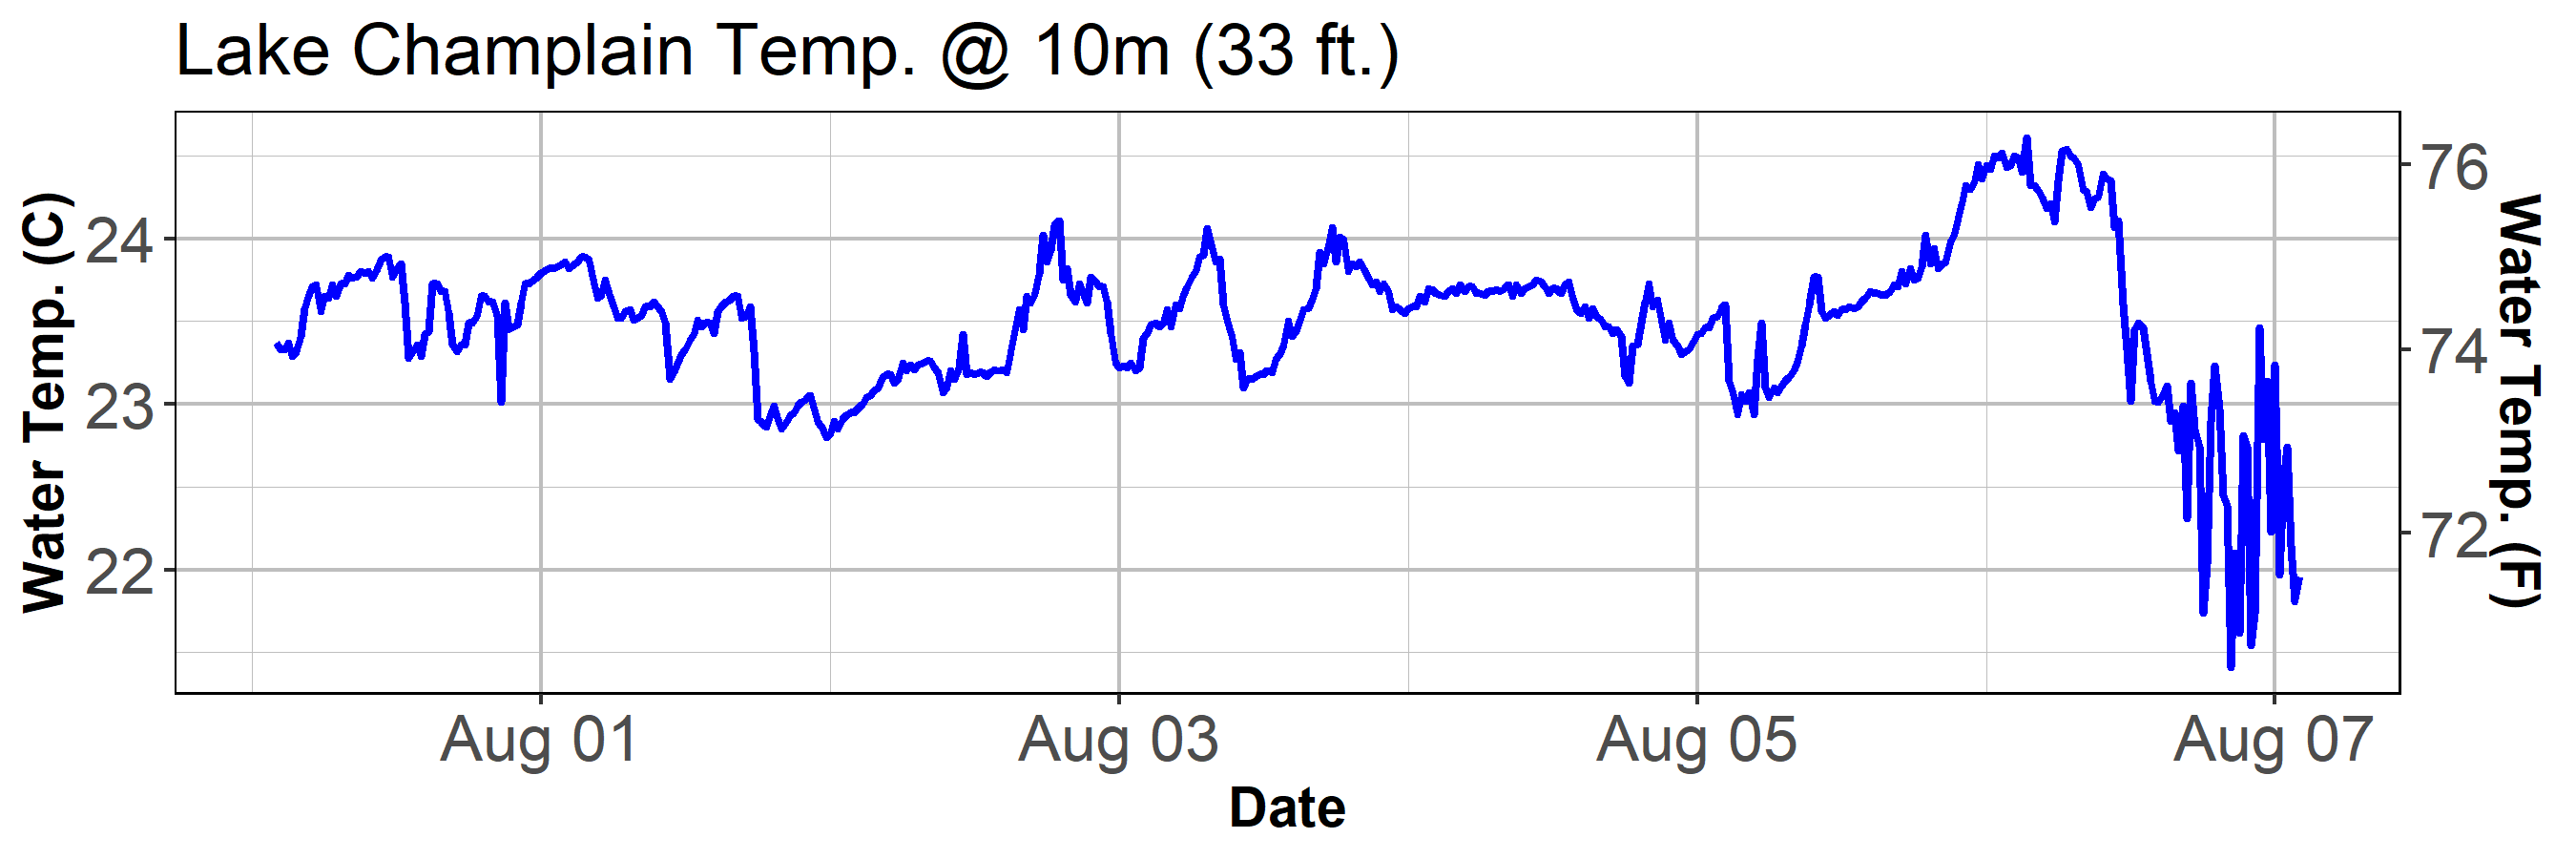 Lake Champlain Temp. @ 10m (33 ft.)
Water Temp. (C)
24
23
22
76
74
72
Water Temp. (F)
Aug 01
Aug 03
Aug 05
Aug 07
Date